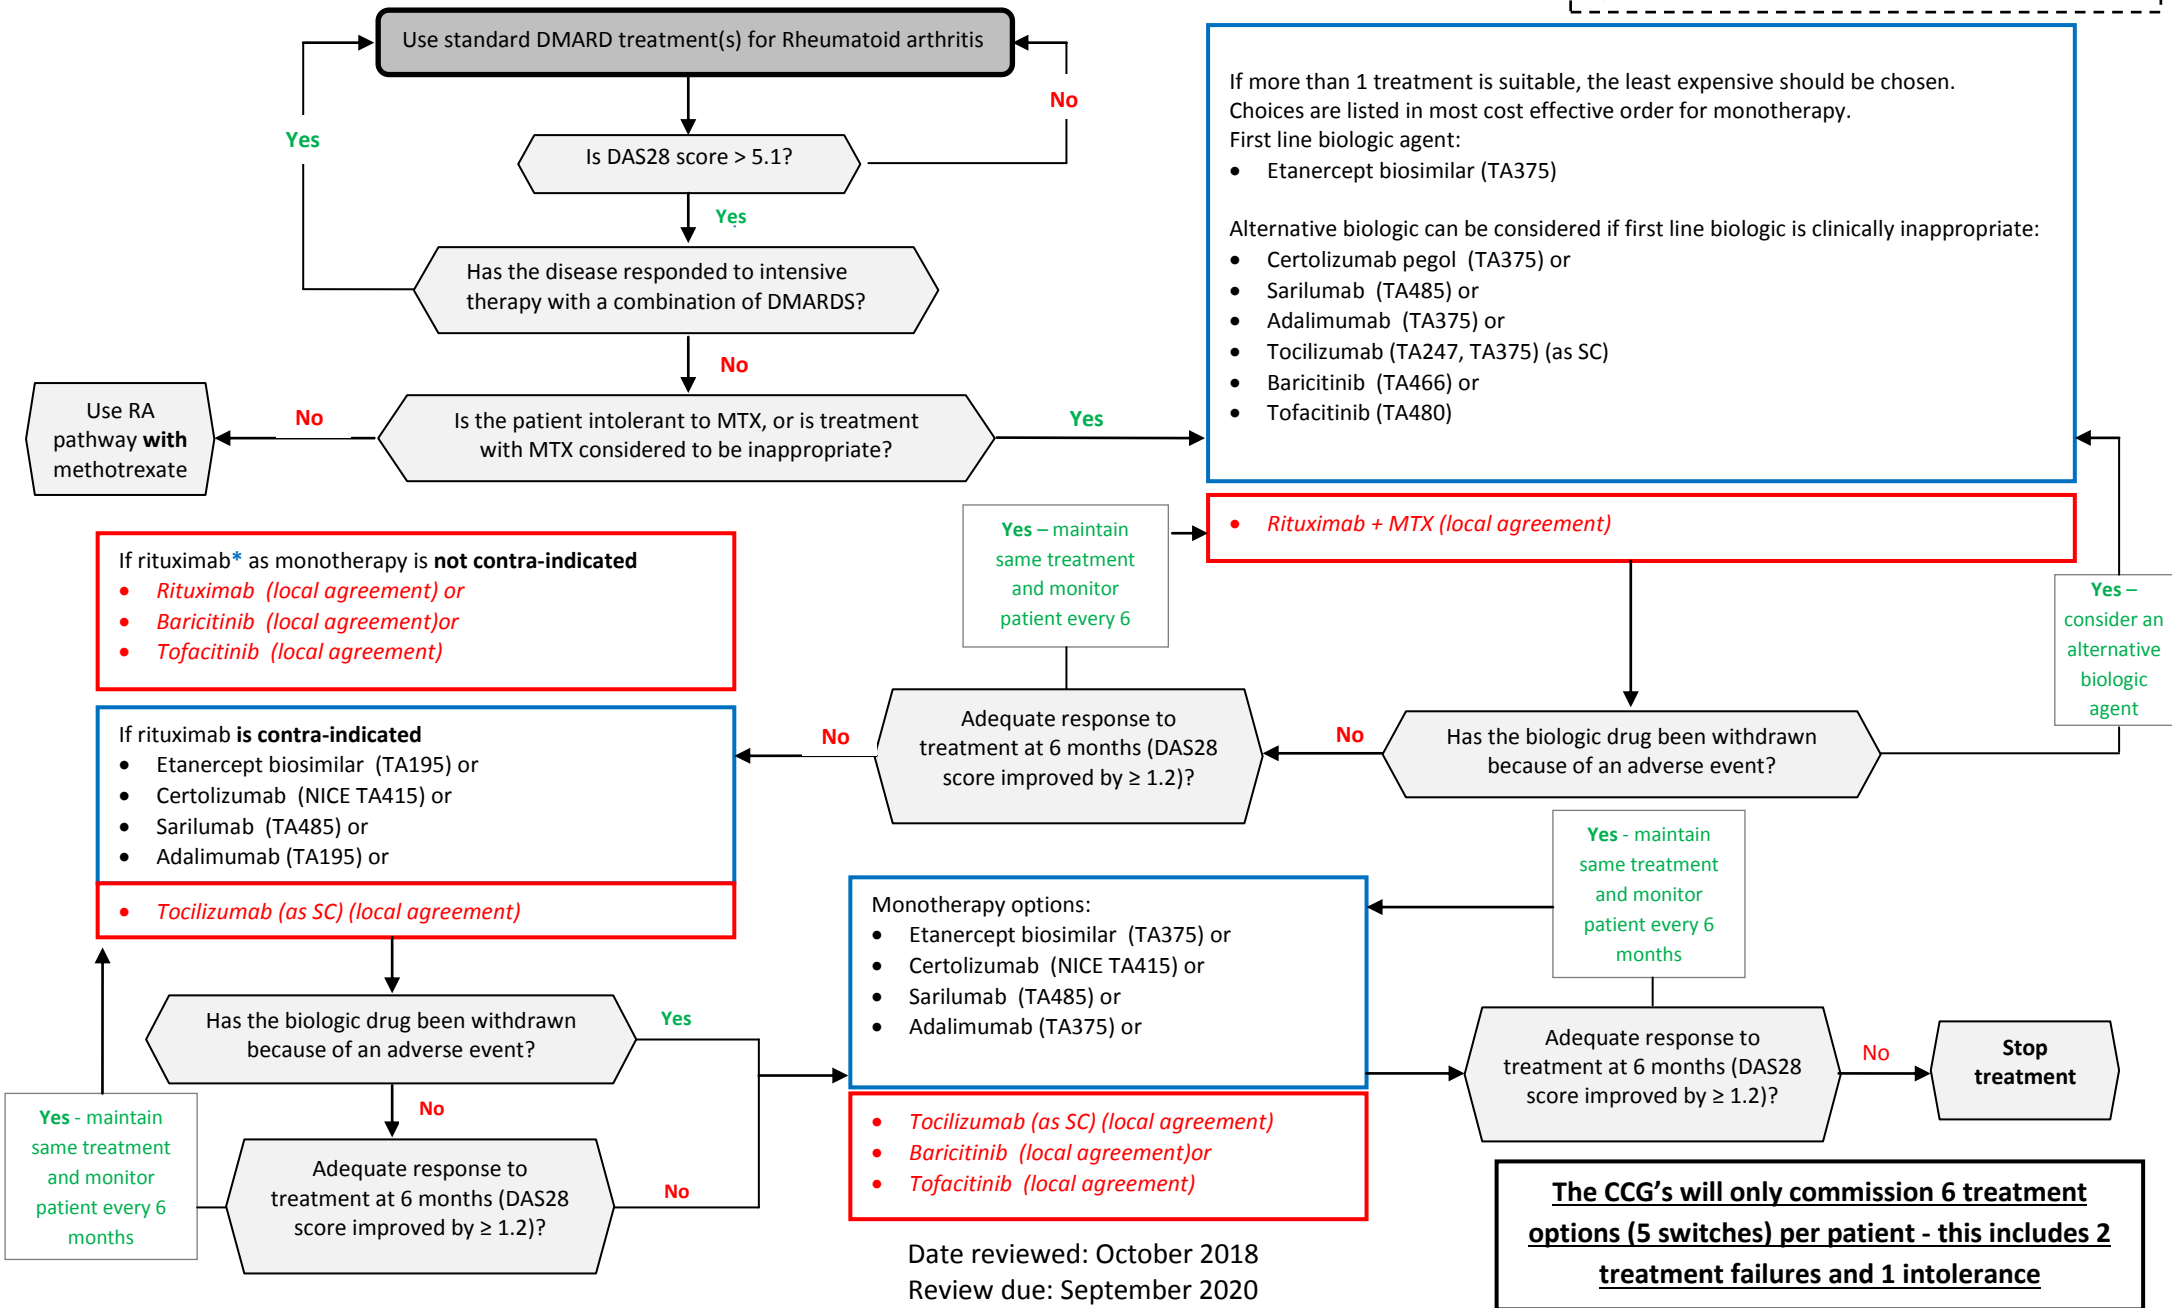 Use standard DMARD treatment(s) for Rheumatoid arthritis
No
Yes
Is DAS28 score > 5.1?
Yes
Has the disease responded to intensive
therapy with a combination of DMARDS?
No
Is the patient intolerant to MTX, or is treatment
with MTX considered to be inappropriate?
No
Yes
Use RA
pathway with
methotrexate
If more than 1 treatment is suitable, the least expensive should be chosen.
Choices are listed in most cost effective order for monotherapy.
First line biologic agent:
• Etanercept biosimilar (TA375)
Alternative biologic can be considered if first line biologic is clinically inappropriate:
• Certolizumab pegol (TA375) or
• Sarilumab (TA485) or
• Adalimumab (TA375) or
• Tocilizumab (TA247, TA375) (as SC)
• Baricitinib (TA466) or
• Tofacitinib (TA480)
• Rituximab + MTX (local agreement)
Yes – maintain
same treatment
and monitor
patient every 6
Yes –
consider an
alternative
biologic
agent
Has the biologic drug been withdrawn
because of an adverse event?
No
Adequate response to
treatment at 6 months (DAS28
score improved by ≥ 1.2)?
No
If rituximab* as monotherapy is not contra-indicated
• Rituximab (local agreement) or
• Baricitinib (local agreement)or
• Tofacitinib (local agreement)
If rituximab is contra-indicated
• Etanercept biosimilar (TA195) or
• Certolizumab (NICE TA415) or
• Sarilumab (TA485) or
• Adalimumab (TA195) or
• Tocilizumab (as SC) (local agreement)
Has the biologic drug been withdrawn
because of an adverse event?
Yes
No
Yes - maintain
same treatment
and monitor
patient every 6
months
Adequate response to
treatment at 6 months (DAS28
score improved by ≥ 1.2)?
No
Monotherapy options:
• Etanercept biosimilar (TA375) or
• Certolizumab (NICE TA415) or
• Sarilumab (TA485) or
• Adalimumab (TA375) or
• Tocilizumab (as SC) (local agreement)
• Baricitinib (local agreement)or
• Tofacitinib (local agreement)
Yes - maintain
same treatment
and monitor
patient every 6
months
Adequate response to
treatment at 6 months (DAS28
score improved by ≥ 1.2)?
No
Stop
treatment
The CCG's will only commission 6 treatment
options (5 switches) per patient - this includes 2
treatment failures and 1 intolerance
Date reviewed: October 2018
Review due: September 2020